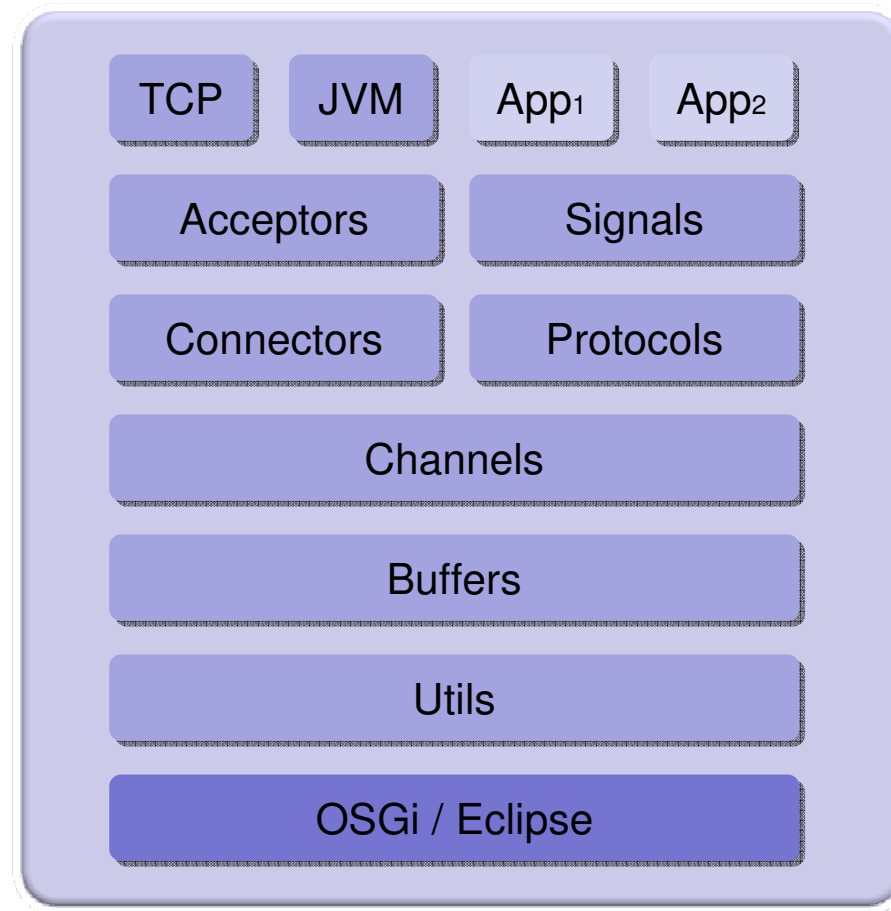 TCP JVM App1 App2
Acceptors Signals
Connectors Protocols
Channels
Buffers
Utils
OSGi / Eclipse